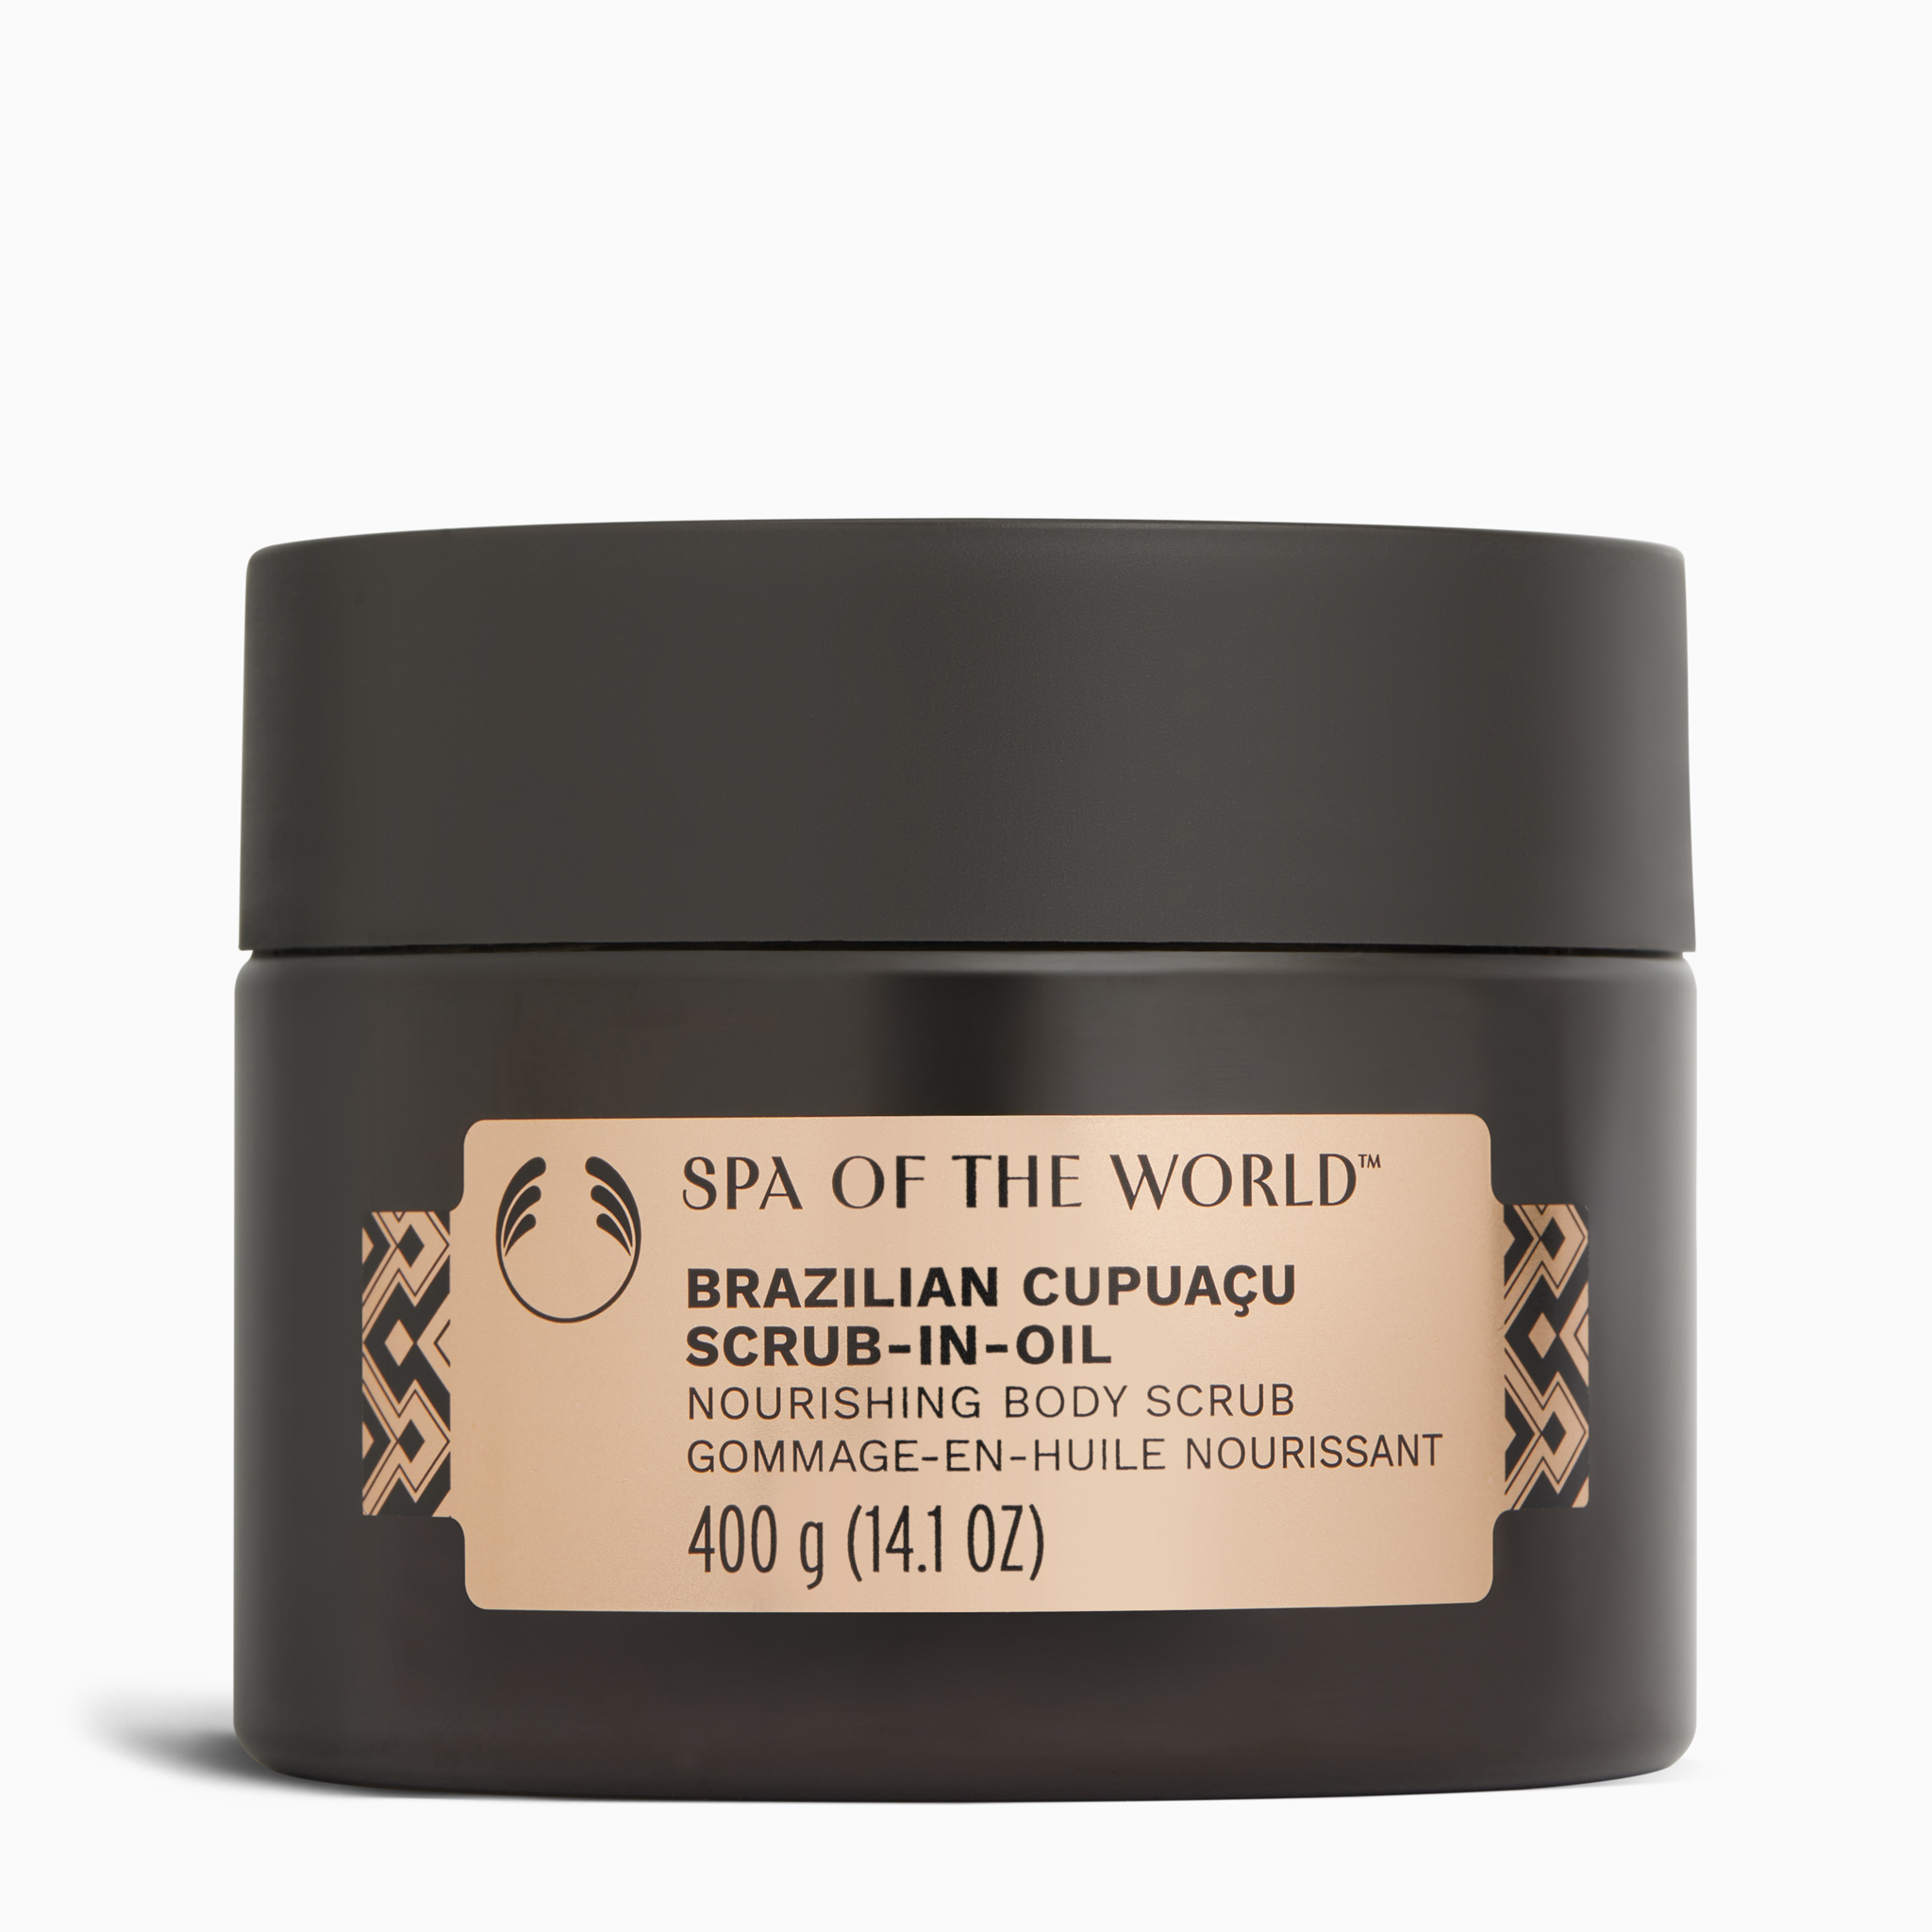 SPA OF THE WORLD™
BRAZILIAN CUPUAÇU
SCRUB-IN-OIL
NOURISHING BODY SCRUB
GOMMAGE-EN-HUILE NOURISSANT
400 g (14.1 OZ)